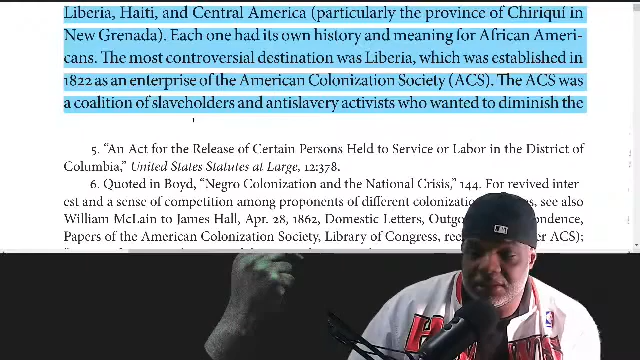 Liberia, Haiti, and Central America (particularly the province of Chiriquí in
New Grenada). Each one had its own history and meaning for African Ameri-
cans. The most controversial destination was Liberia, which was established in
1822 as an enterprise of the American Colonization Society (ACS). The ACS was
a coalition of slaveholders and antislavery activists who wanted to diminish the
5. “An Act for the Release of Certain Persons Held to Service or Labor in the District of
Columbia,” United States Statutes at Large, 12:378.
6. Quoted in Boyd, “Negro Colonization and the National Crisis,” 144. For revived inter-
est and a sense of competition among proponents of different colonization see also
William McLain to James Hall, Apr. 28, 1862, Domestic Letters,
Papers of the American Colonization Society, Library of Congress, ACS);